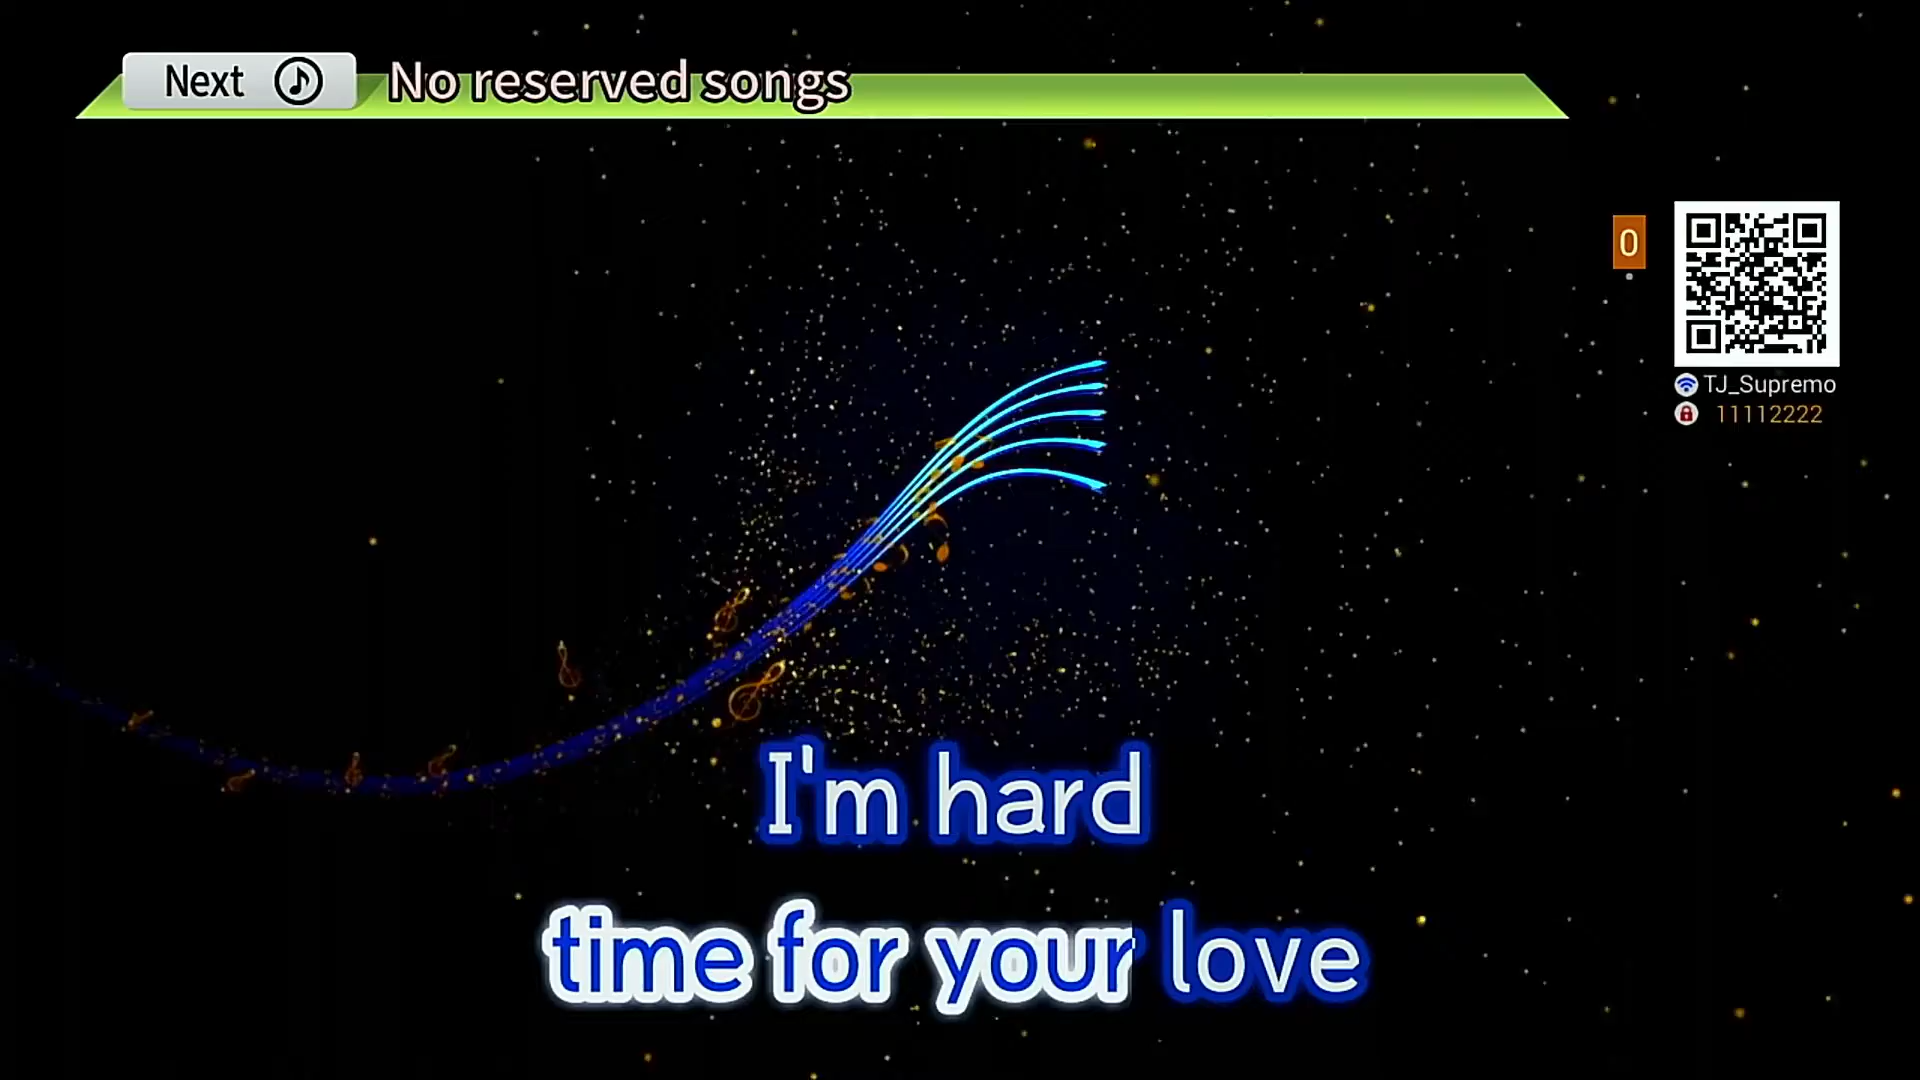 Next
No reserved songs
0
TJ_Supremo
11112222
I'm hard
time for your love